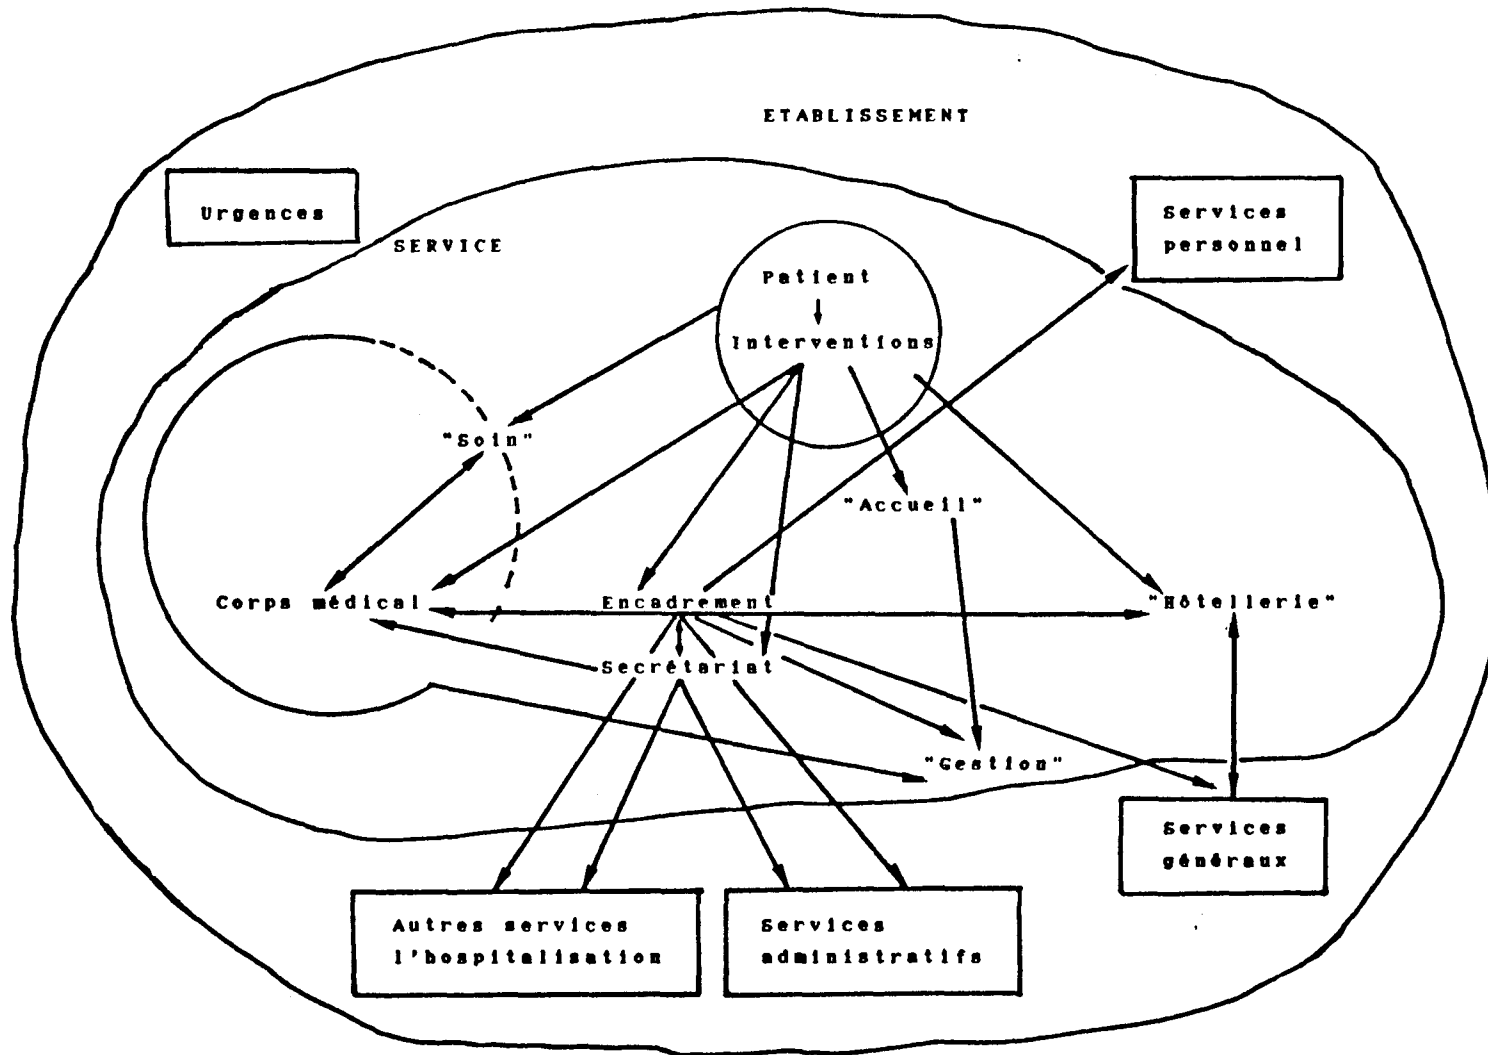 ETABLISSEMENT
Urgences
Services
personnel
SERVICE
Patient
Interventions
"Soin"
"Accueil"
Corps médical
Encadrement
"Hôtellerie"
Secrétariat
"Gestion"
Services
généraux
Autres services
l'hospitalisation
Services
administratifs